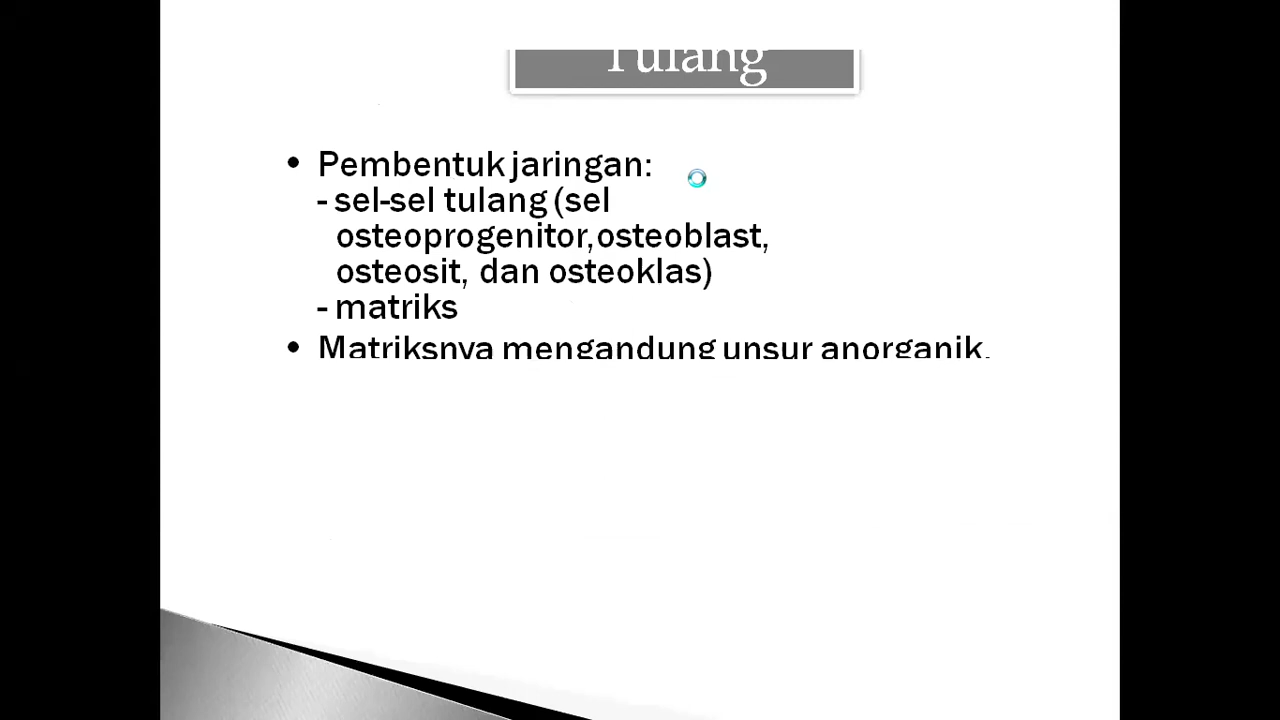 Tulang
• Pembentuk jaringan:
- sel-sel tulang (sel
osteoprogenitor,osteoblast,
osteosit, dan osteoklas)
- matriks
• Matriksnya mengandung unsur anorganik,